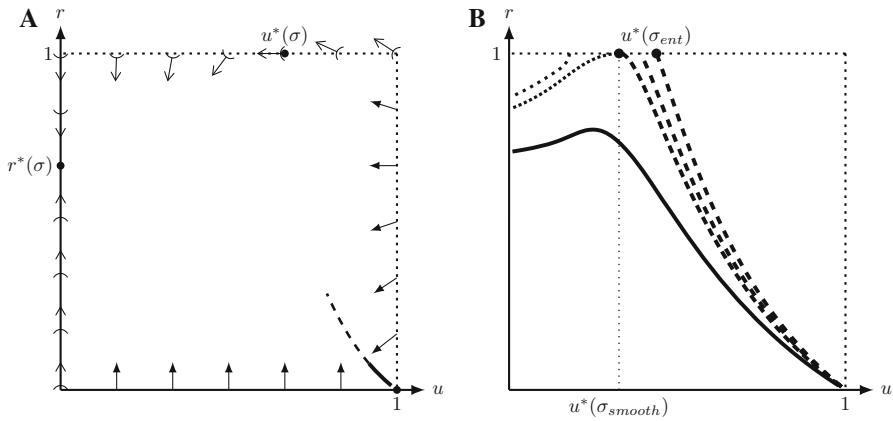 A
r
1
u*(σ)
r*(σ)
1
u
B
r
1
u*(σ_ent)
u*(σ_smooth)
1
u